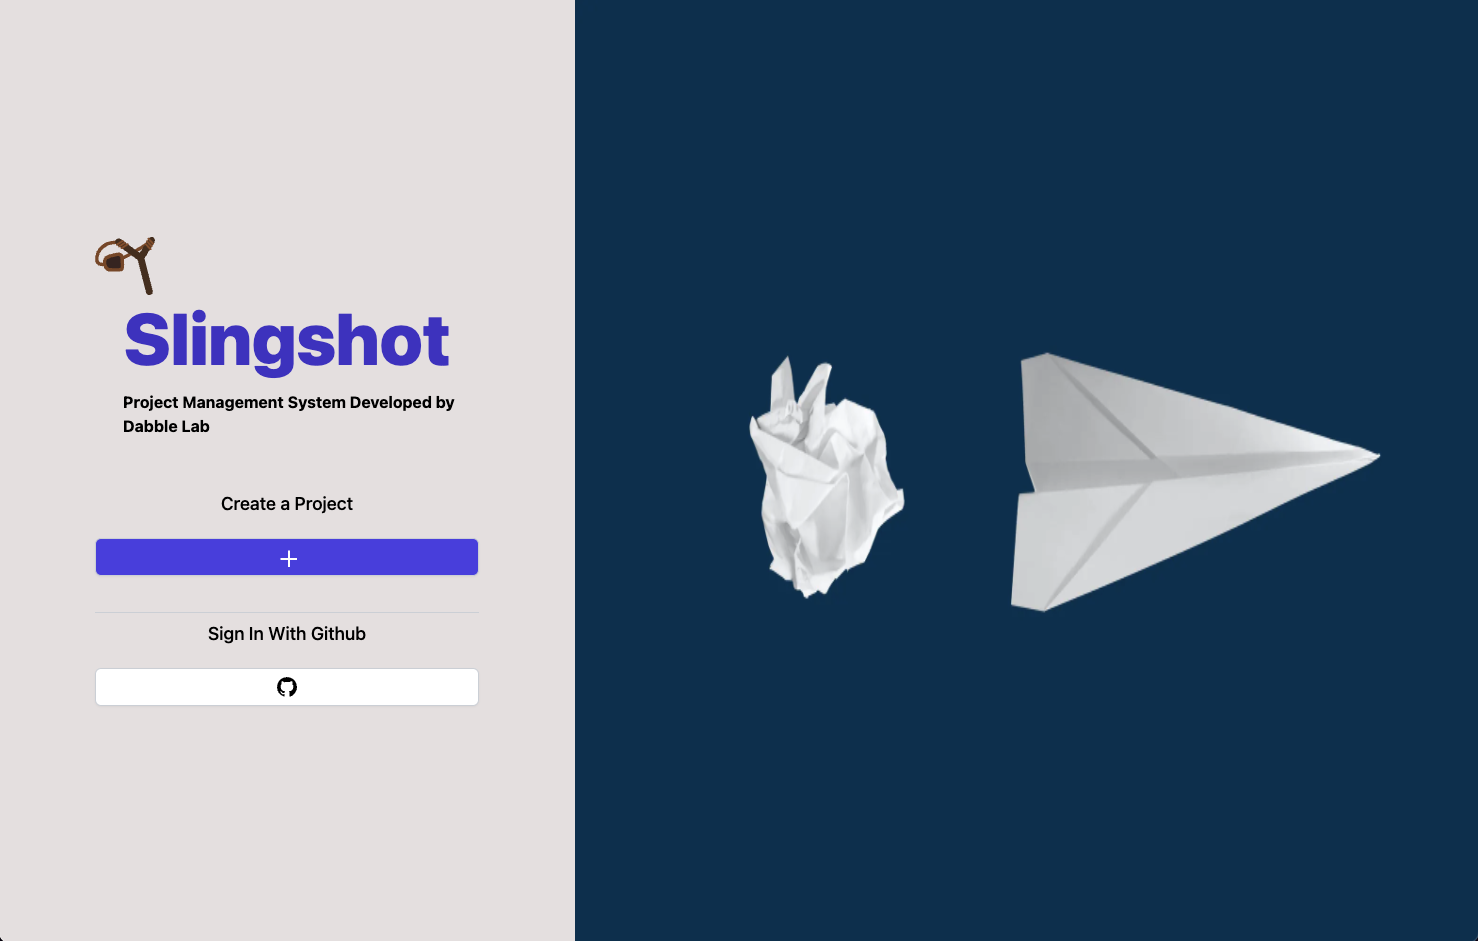 Slingshot
Project Management System Developed by
Dabble Lab
Create a Project
Sign In With Github